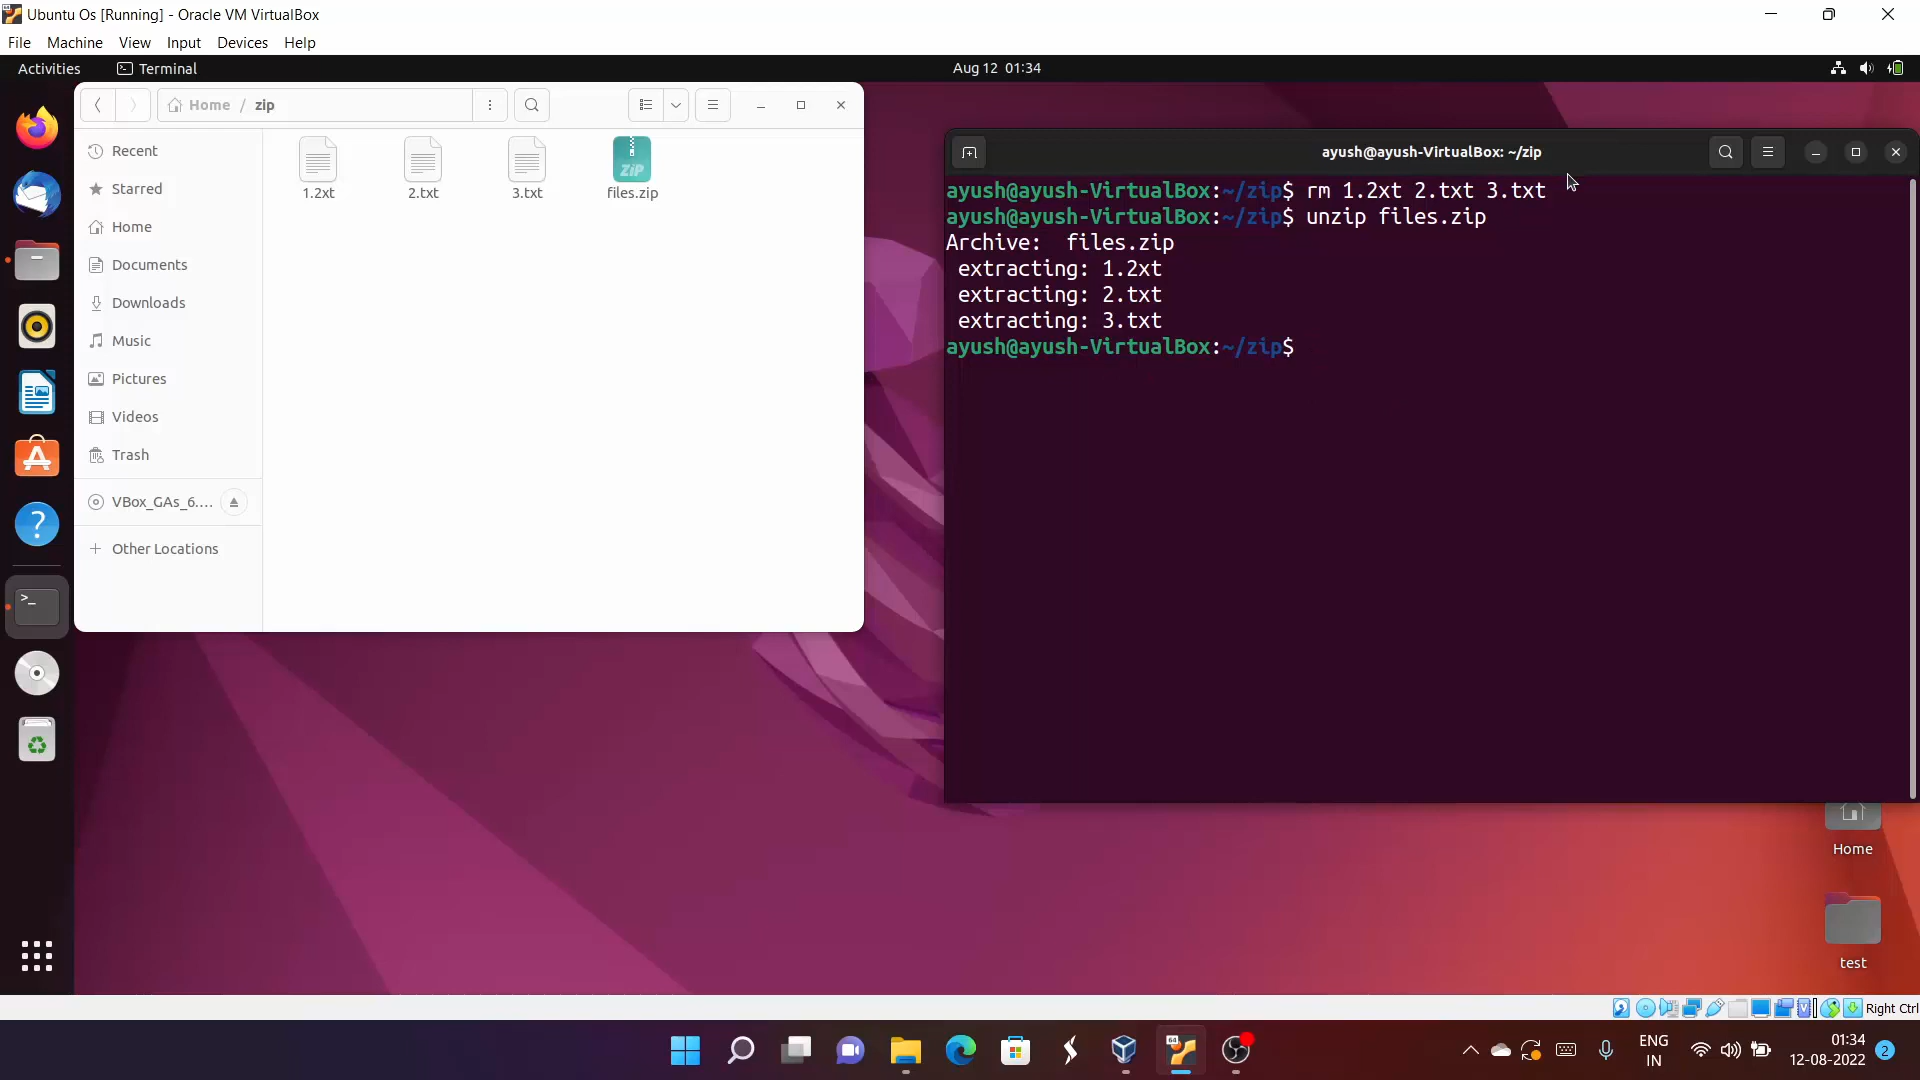 Ubuntu Os [Running] - Oracle VM VirtualBox
File Machine View Input Devices Help
Activities Terminal Aug 12 01:34
Home / zip
Recent
Starred
Home
Documents
Downloads
Music
Pictures
Videos
Trash
VBox_GAs_6....
Other Locations
1.2xt 2.txt 3.txt files.zip
ZIP
ayush@ayush-VirtualBox: ~/zip
ayush@ayush-VirtualBox:~/zip$ rm 1.2xt 2.txt 3.txt
ayush@ayush-VirtualBox:~/zip$ unzip files.zip
Archive:  files.zip
 extracting: 1.2xt
 extracting: 2.txt
 extracting: 3.txt
ayush@ayush-VirtualBox:~/zip$
Home
test
Right Ctrl
ENG
IN
01:34
12-08-2022
2